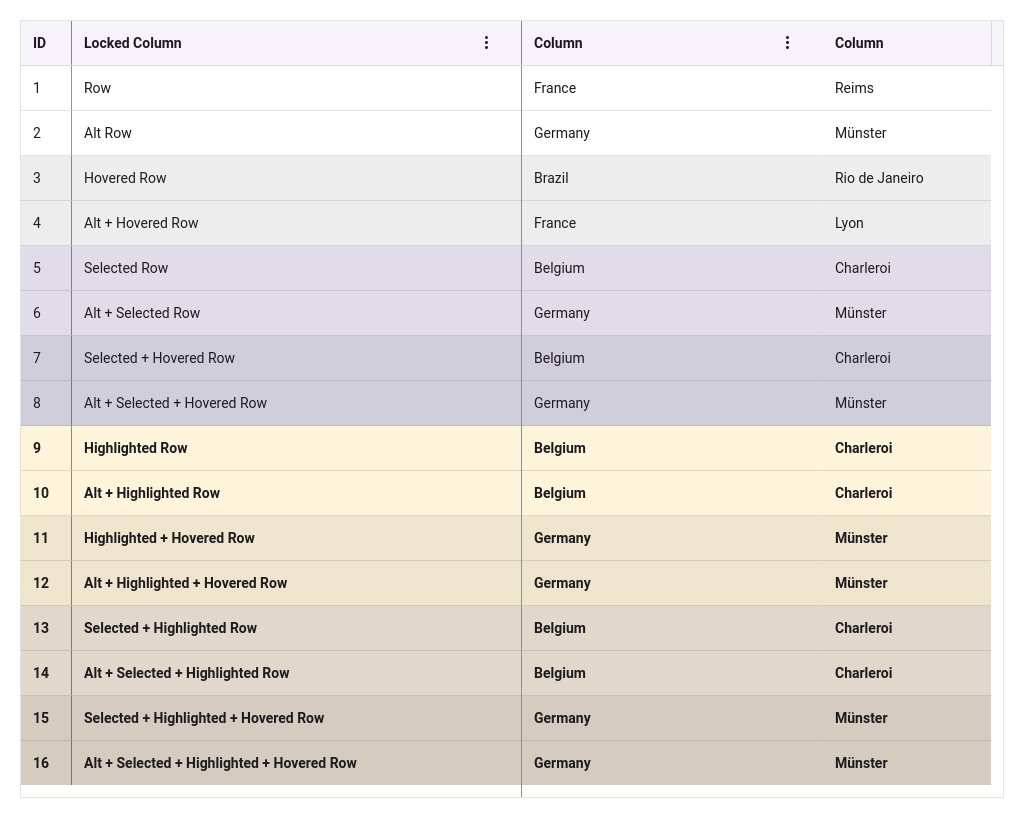 ID Locked Column Column Column
1 Row France Reims
2 Alt Row Germany Münster
3 Hovered Row Brazil Rio de Janeiro
4 Alt + Hovered Row France Lyon
5 Selected Row Belgium Charleroi
6 Alt + Selected Row Germany Münster
7 Selected + Hovered Row Belgium Charleroi
8 Alt + Selected + Hovered Row Germany Münster
9 Highlighted Row Belgium Charleroi
10 Alt + Highlighted Row Belgium Charleroi
11 Highlighted + Hovered Row Germany Münster
12 Alt + Highlighted + Hovered Row Germany Münster
13 Selected + Highlighted Row Belgium Charleroi
14 Alt + Selected + Highlighted Row Belgium Charleroi
15 Selected + Highlighted + Hovered Row Germany Münster
16 Alt + Selected + Highlighted + Hovered Row Germany Münster